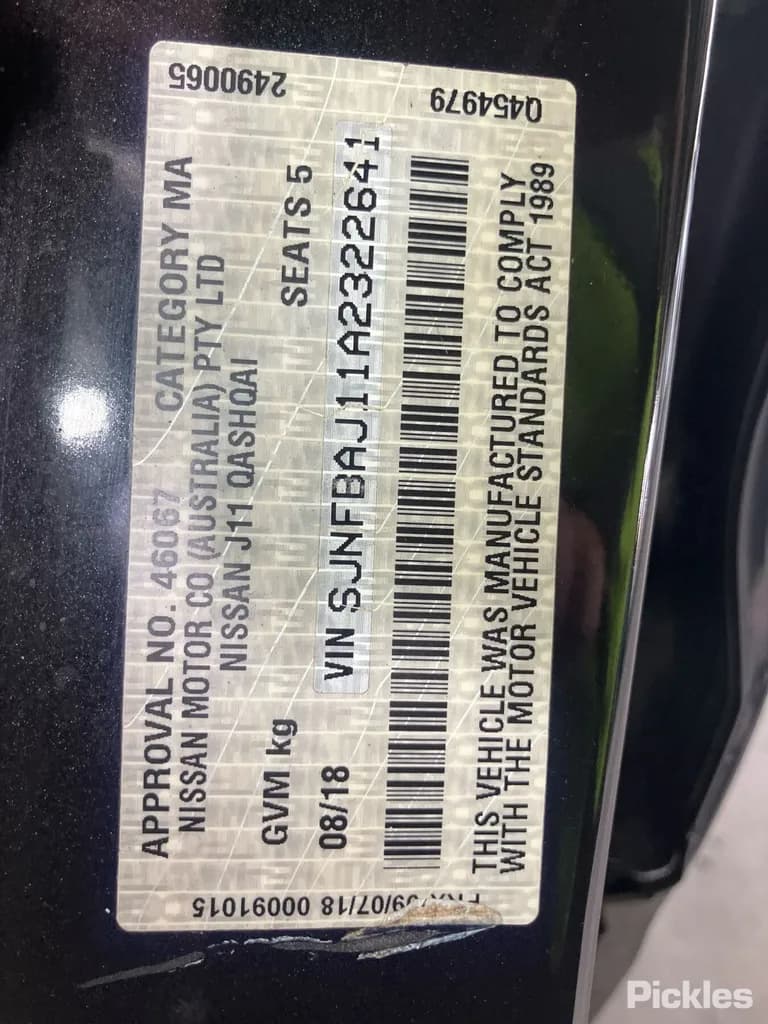 APPROVAL NO. 46067 CATEGORY MA
NISSAN MOTOR CO (AUSTRALIA) PTY LTD
NISSAN J11 QASHQAI
GVM kg SEATS 5
08/18 VIN SJNFBAJ11A2322641
THIS VEHICLE WAS MANUFACTURED TO COMPLY
WITH THE MOTOR VEHICLE STANDARDS ACT 1989
2490065
Q454979
09/07/18 00091015
Pickles